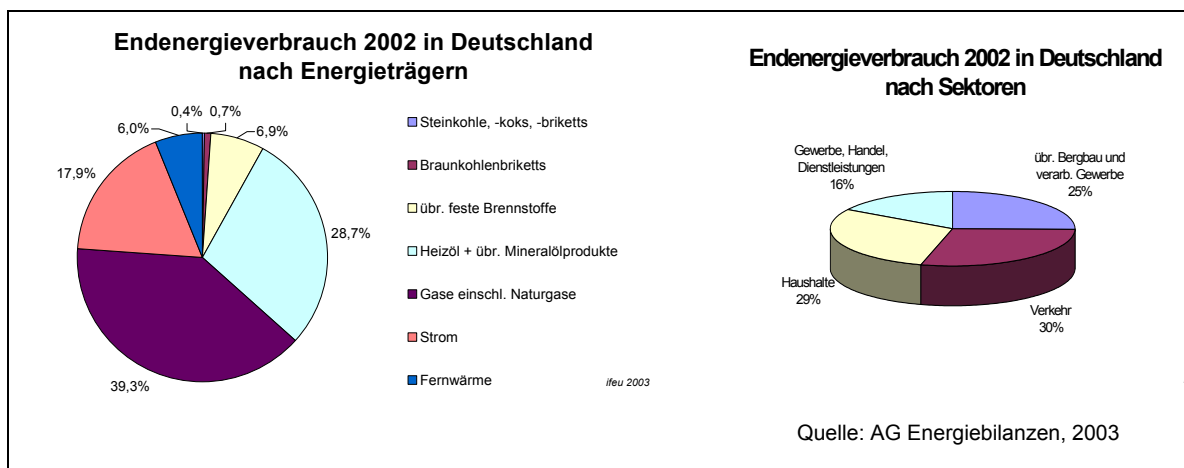 Endenergieverbrauch 2002 in Deutschland
nach Energieträgern
0,4%
0,7%
6,0%
6,9%
17,9%
28,7%
39,3%
Steinkohle, -koks, -briketts
Braunkohlenbriketts
übr. feste Brennstoffe
Heizöl + übr. Mineralölprodukte
Gase einschl. Naturgase
Strom
Fernwärme
ifeu 2003
Endenergieverbrauch 2002 in Deutschland
nach Sektoren
Gewerbe, Handel,
Dienstleistungen
16%
übr. Bergbau und
verarb. Gewerbe
25%
Haushalte
29%
Verkehr
30%
Quelle: AG Energiebilanzen, 2003